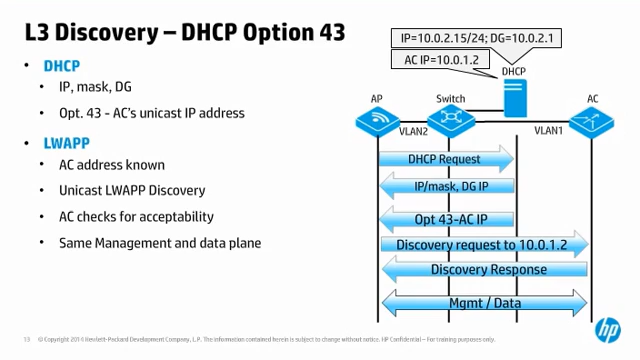 L3 Discovery – DHCP Option 43
• DHCP
• IP, mask, DG
• Opt. 43 - AC's unicast IP address
• LWAPP
• AC address known
• Unicast LWAPP Discovery
• AC checks for acceptability
• Same Management and data plane
IP=10.0.2.15/24; DG=10.0.2.1
AC IP=10.0.1.2
DHCP
AP
Switch
AC
VLAN2
VLAN1
DHCP Request
IP/mask, DG IP
Opt 43-AC IP
Discovery request to 10.0.1.2
Discovery Response
Mgmt / Data
13 © Copyright 2014 Hewlett-Packard Development Company, L.P. The information contained herein is subject to change without notice. HP Confidential – For training purposes only.
hp